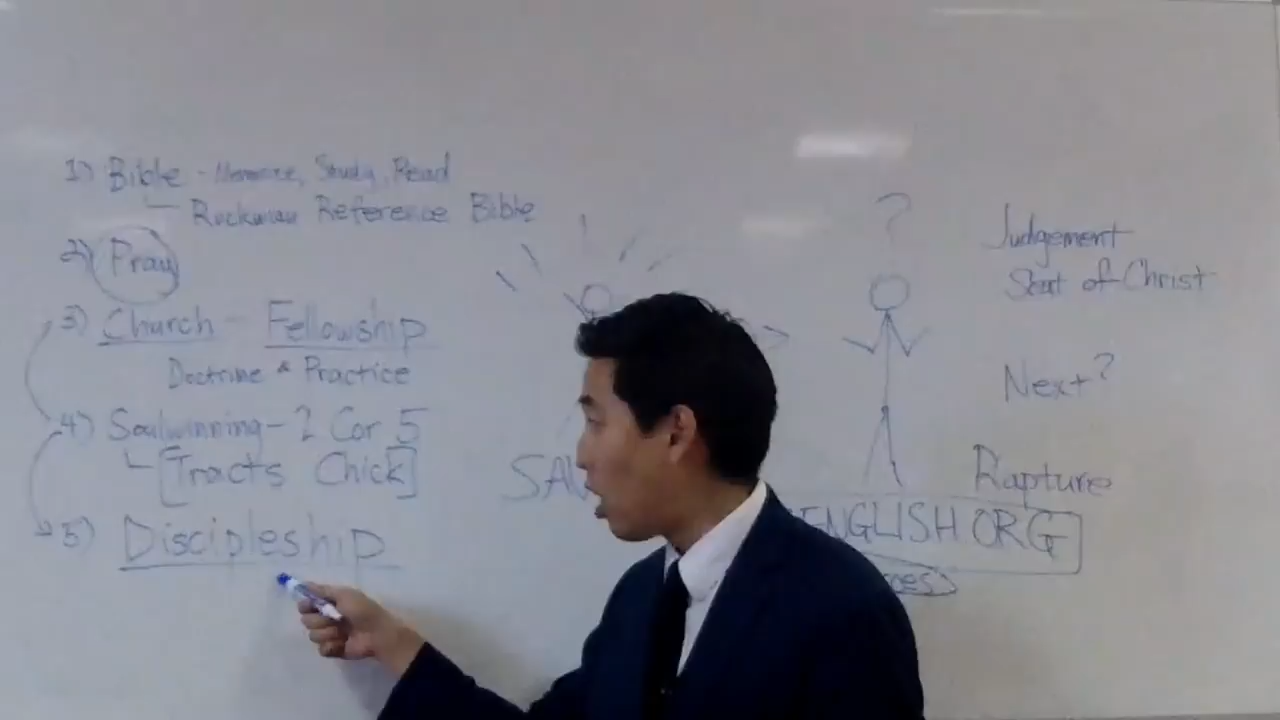 1) Bible - Memorize, Study, Read
Ruckman Reference Bible
2) Pray
3) Church - Fellowship
Doctrine & Practice
4) Soulwinning - 2 Cor 5
[Tracts Chick]
5) Discipleship
SAV
?
Judgement
Seat of Christ
Next?
Rapture
ENGLISH.ORG